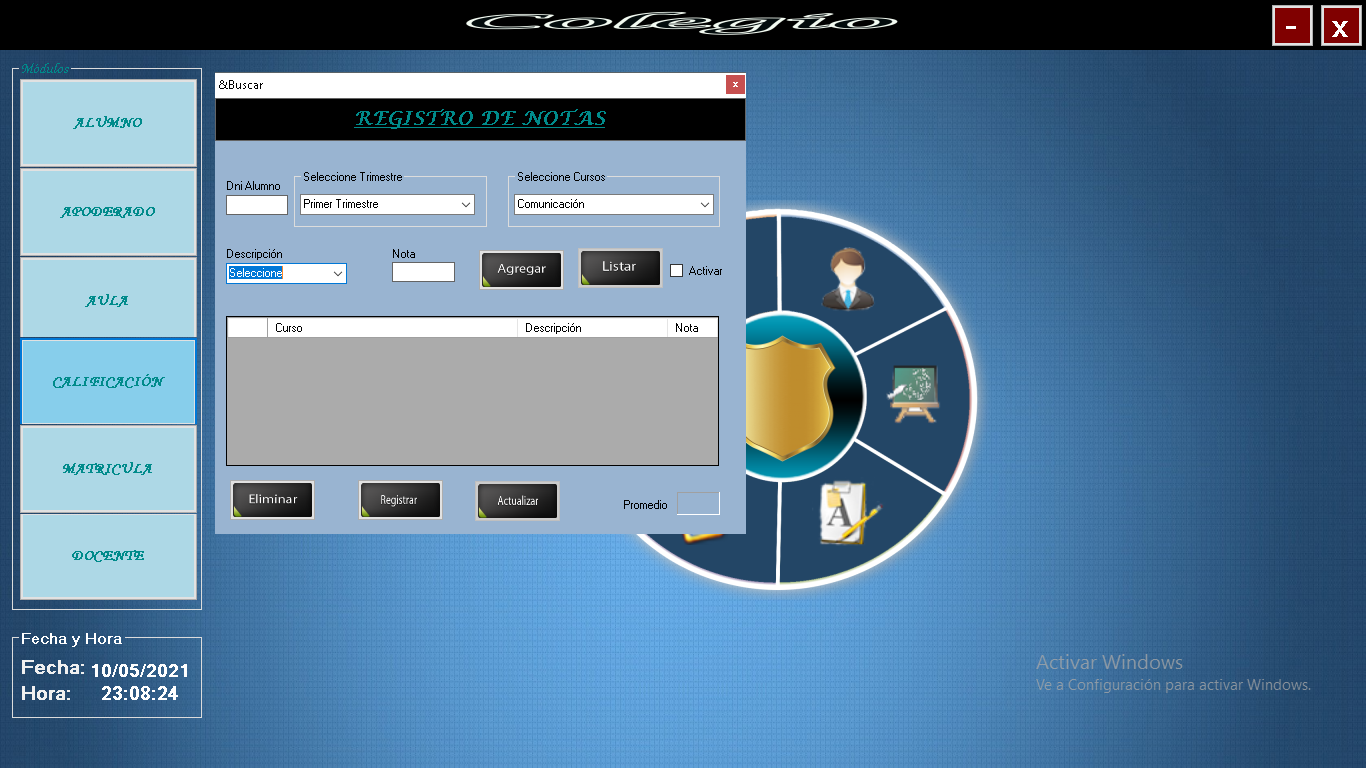 Colegio
- x
Módulos
ALUMNO
APODERADO
AULA
CALIFICACIÓN
MATRICULA
DOCENTE
Fecha y Hora
Fecha: 10/05/2021
Hora: 23:08:24
&Buscar x
REGISTRO DE NOTAS
Dni Alumno
Seleccione Trimestre
Primer Trimestre
Seleccione Cursos
Comunicación
Descripción
Seleccione
Nota
Agregar
Listar
Activar
Curso Descripción Nota
Eliminar
Registrar
Actualizar
Promedio
A
Activar Windows
Ve a Configuración para activar Windows.